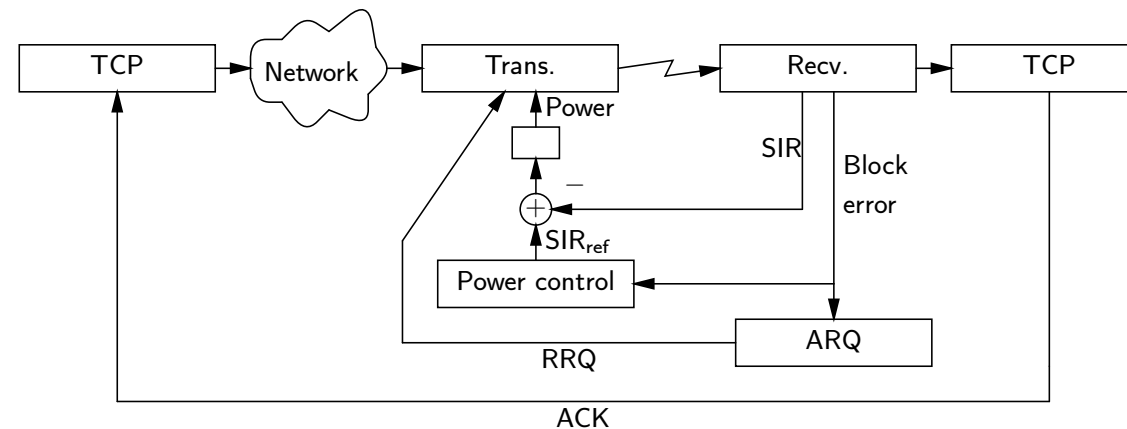 TCP
Network
Trans.
Recv.
TCP
Power
SIR
Block
error
−
+
SIRref
Power control
ARQ
RRQ
ACK